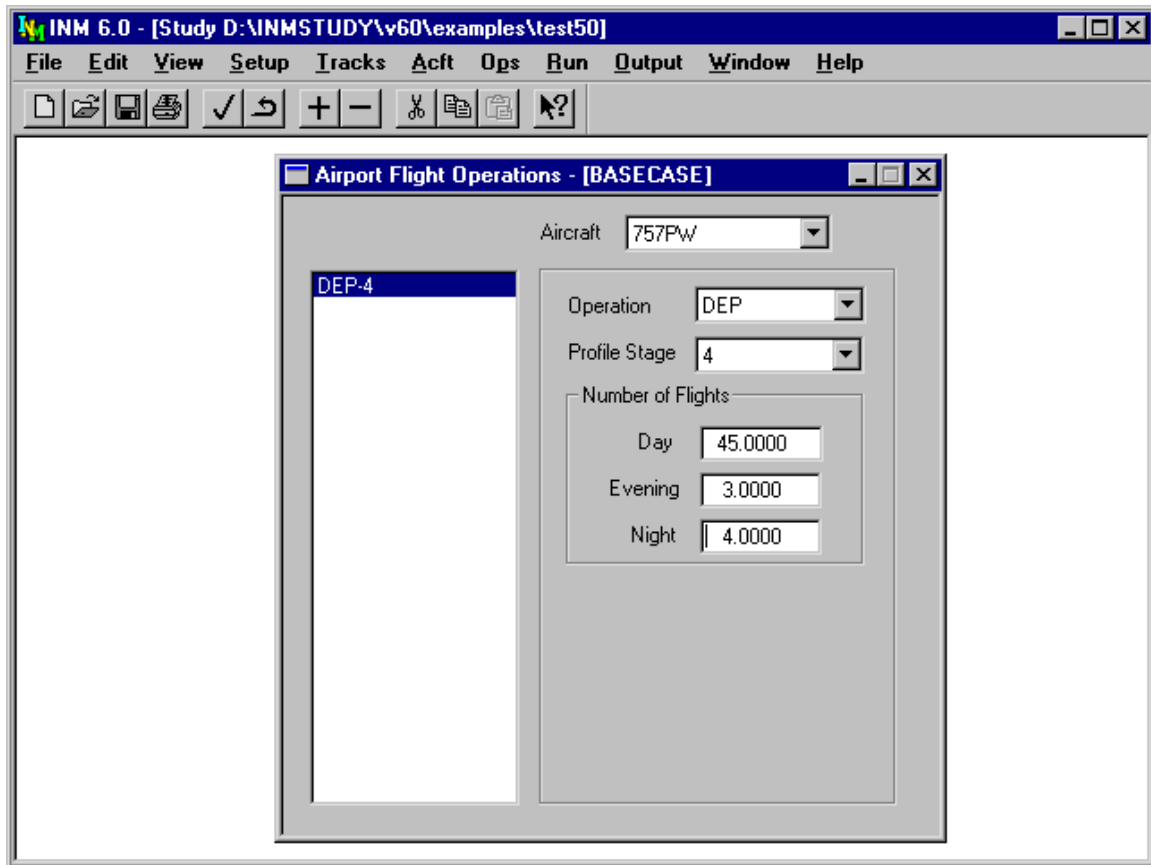 INM 6.0 - [Study D:\INMSTUDY\v60\examples\test50]
File Edit View Setup Tracks Acft Ops Run Output Window Help
Airport Flight Operations - [BASECASE]
Aircraft 757PW
DEP-4
Operation DEP
Profile Stage 4
Number of Flights
Day 45.0000
Evening 3.0000
Night 4.0000